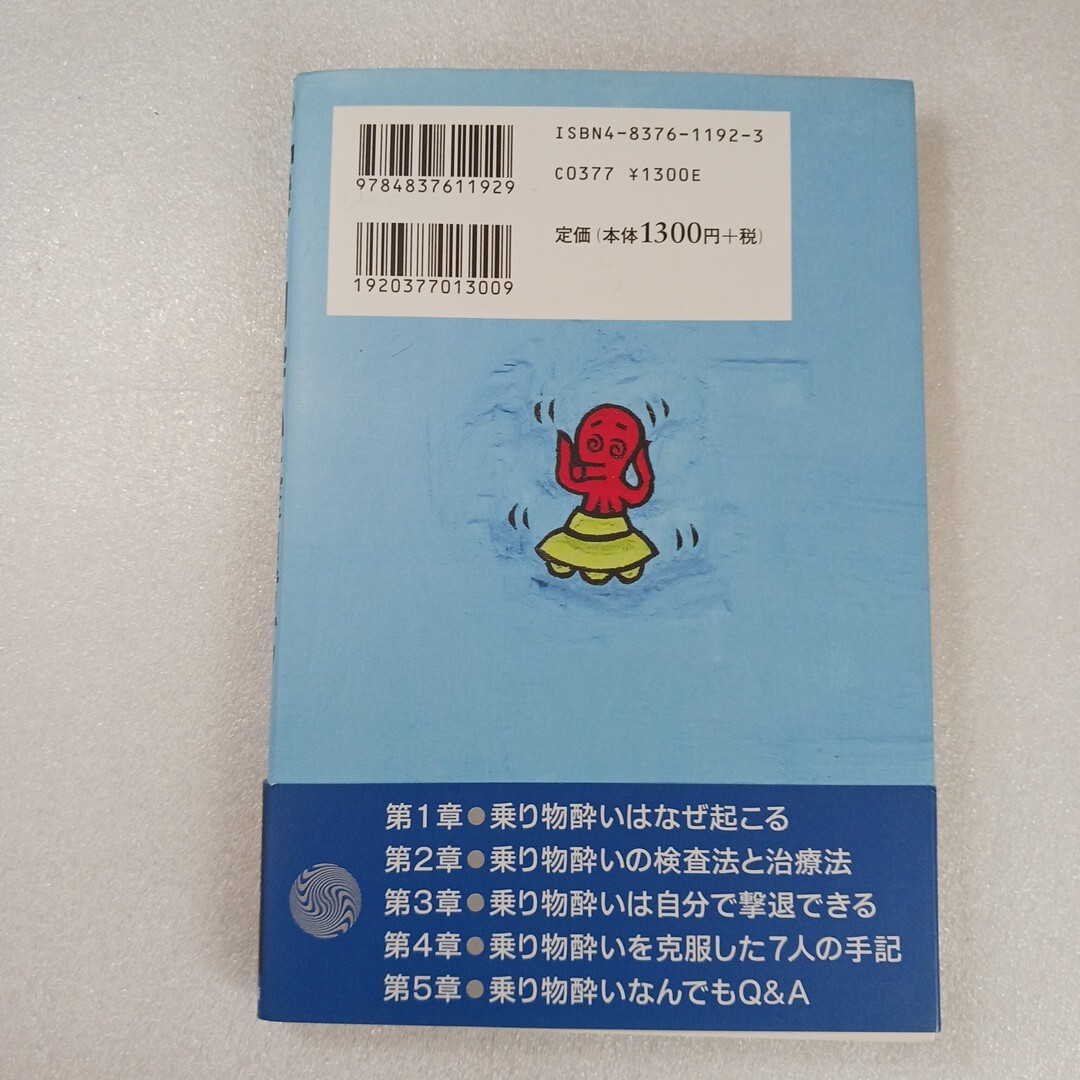 ISBN4-8376-1192-3
9784837611929
C0377 ¥1300E
定価(本体1300円+税)
1920377013009
第1章●乗り物酔いはなぜ起こる
第2章●乗り物酔いの検査法と治療法
第3章●乗り物酔いは自分で撃退できる
第4章●乗り物酔いを克服した7人の手記
第5章●乗り物酔いなんでもQ&A